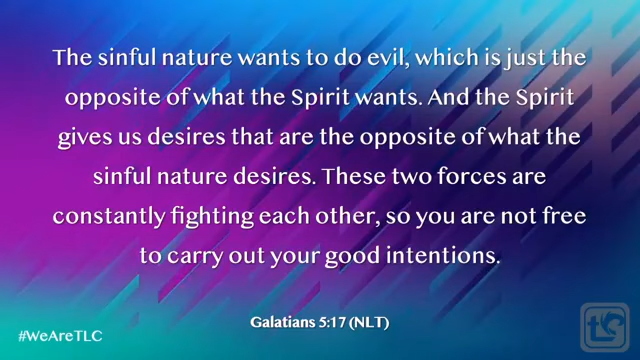 The sinful nature wants to do evil, which is just the
opposite of what the Spirit wants. And the Spirit
gives us desires that are the opposite of what the
sinful nature desires. These two forces are
constantly fighting each other, so you are not free
to carry out your good intentions.
Galatians 5:17 (NLT)
#WeAreTLC